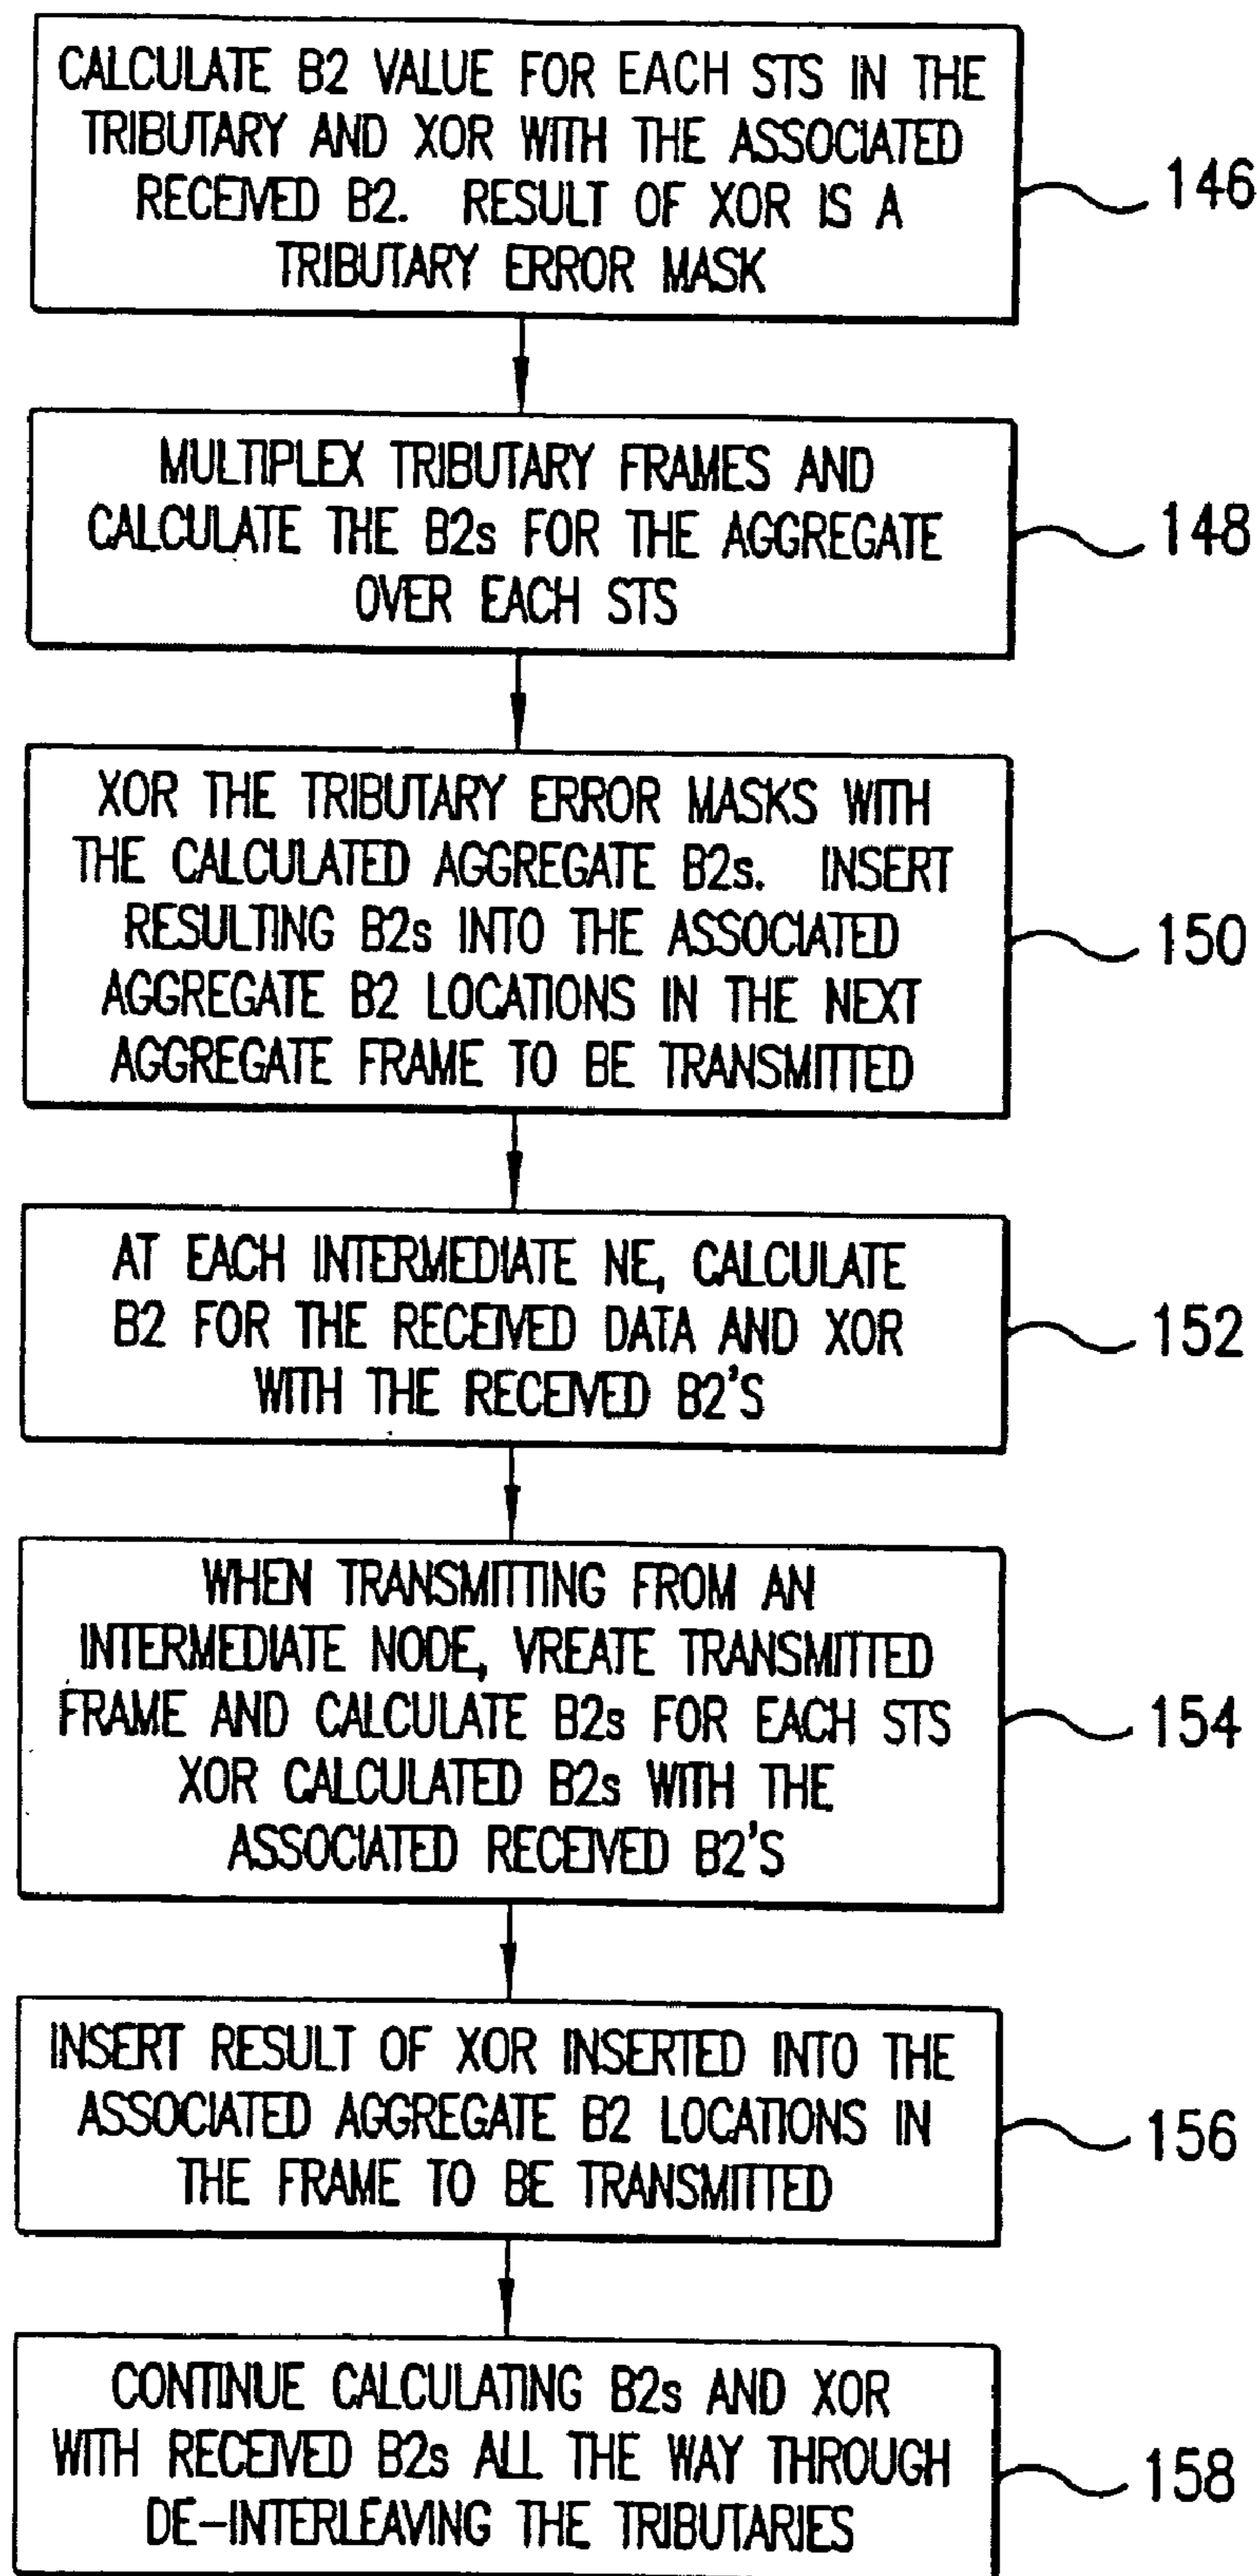 CALCULATE B2 VALUE FOR EACH STS IN THE
TRIBUTARY AND XOR WITH THE ASSOCIATED
RECEIVED B2. RESULT OF XOR IS A
TRIBUTARY ERROR MASK
146
MULTIPLEX TRIBUTARY FRAMES AND
CALCULATE THE B2s FOR THE AGGREGATE
OVER EACH STS
148
XOR THE TRIBUTARY ERROR MASKS WITH
THE CALCULATED AGGREGATE B2s. INSERT
RESULTING B2s INTO THE ASSOCIATED
AGGREGATE B2 LOCATIONS IN THE NEXT
AGGREGATE FRAME TO BE TRANSMITTED
150
AT EACH INTERMEDIATE NE, CALCULATE
B2 FOR THE RECEIVED DATA AND XOR
WITH THE RECEIVED B2'S
152
WHEN TRANSMITTING FROM AN
INTERMEDIATE NODE, VREATE TRANSMITTED
FRAME AND CALCULATE B2s FOR EACH STS
XOR CALCULATED B2s WITH THE
ASSOCIATED RECEIVED B2'S
154
INSERT RESULT OF XOR INSERTED INTO THE
ASSOCIATED AGGREGATE B2 LOCATIONS IN
THE FRAME TO BE TRANSMITTED
156
CONTINUE CALCULATING B2s AND XOR
WITH RECEIVED B2s ALL THE WAY THROUGH
DE-INTERLEAVING THE TRIBUTARIES
158